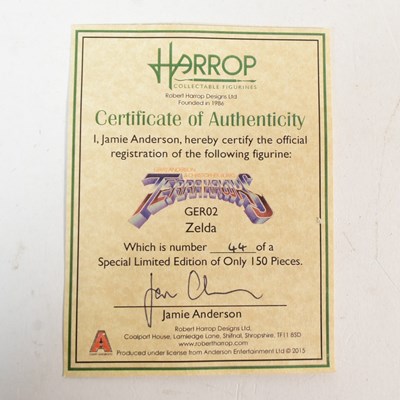 HARROP
COLLECTABLE FIGURINES
Robert Harrop Designs Ltd
Founded in 1986
Certificate of Authenticity
I, Jamie Anderson, hereby certify the official
registration of the following figurine:
TERRAHAWKS
GER02
Zelda
Which is number 44 of a
Special Limited Edition of Only 150 Pieces.
Jamie Anderson
Robert Harrop Designs Ltd,
Coalport House, Lamledge Lane, Shifnal, Shropshire, TF11 8SD
www.robertharrop.com
Produced under license from Anderson Entertainment Ltd © 2015